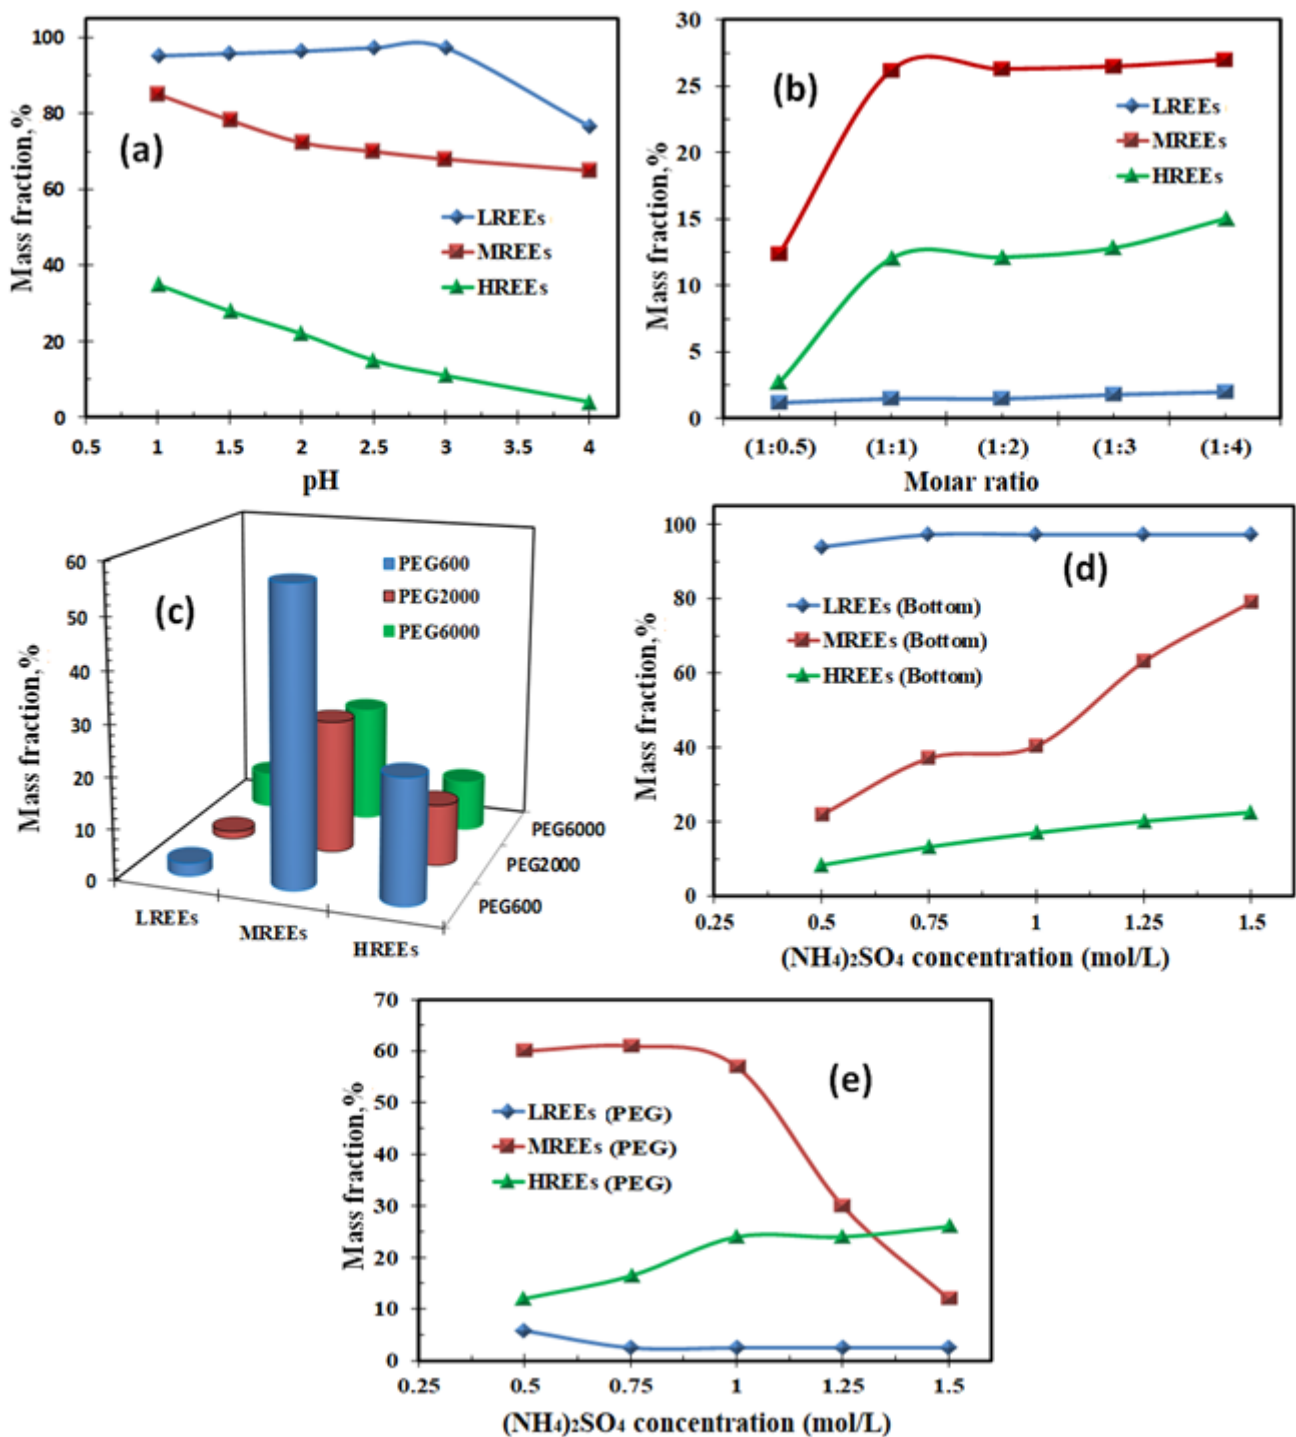 100
80
60
40
20
0
Mass fraction,%
(a)
LREEs
MREEs
HREEs
0.5 1 1.5 2 2.5 3 3.5 4
pH
30
25
20
15
10
5
0
Mass fraction,%
(b)
LREEs
MREEs
HREEs
(1:0.5) (1:1) (1:2) (1:3 (1:4)
Molar ratio
60
50
40
30
20
10
0
Mass fraction,%
(c)
PEG600
PEG2000
PEG6000
LREEs
MREEs
HREEs
PEG6000
PEG2000
PEG600
100
80
60
40
20
0
Mass fraction,%
(d)
LREEs (Bottom)
MREEs (Bottom)
HREEs (Bottom)
0.25 0.5 0.75 1 1.25 1.5
(NH₄)₂SO₄ concentration (mol/L)
70
60
50
40
30
20
10
0
Mass fraction,%
(e)
LREEs (PEG)
MREEs (PEG)
HREEs (PEG)
0.25 0.5 0.75 1 1.25 1.5
(NH₄)₂SO₄ concentration (mol/L)